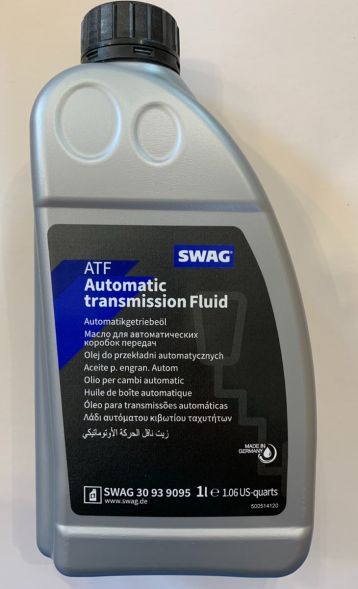 SWAG®
ATF
Automatic
transmission Fluid
Automatikgetriebeöl
Масло для автоматических
коробок передач
Olej do przekładni automatycznych
Aceite p. engran. Autom
Olio per cambi automatic
Huile de boîte automatique
Óleo para transmissões automáticas
Λάδι αυτόματου κιβωτίου ταχυτήτων
زيت ناقل الحركة الأوتوماتيكي
MADE IN
GERMANY
SWAG 30 93 9095 1l ℮ 1.06 US-quarts
www.swag.de
500514120